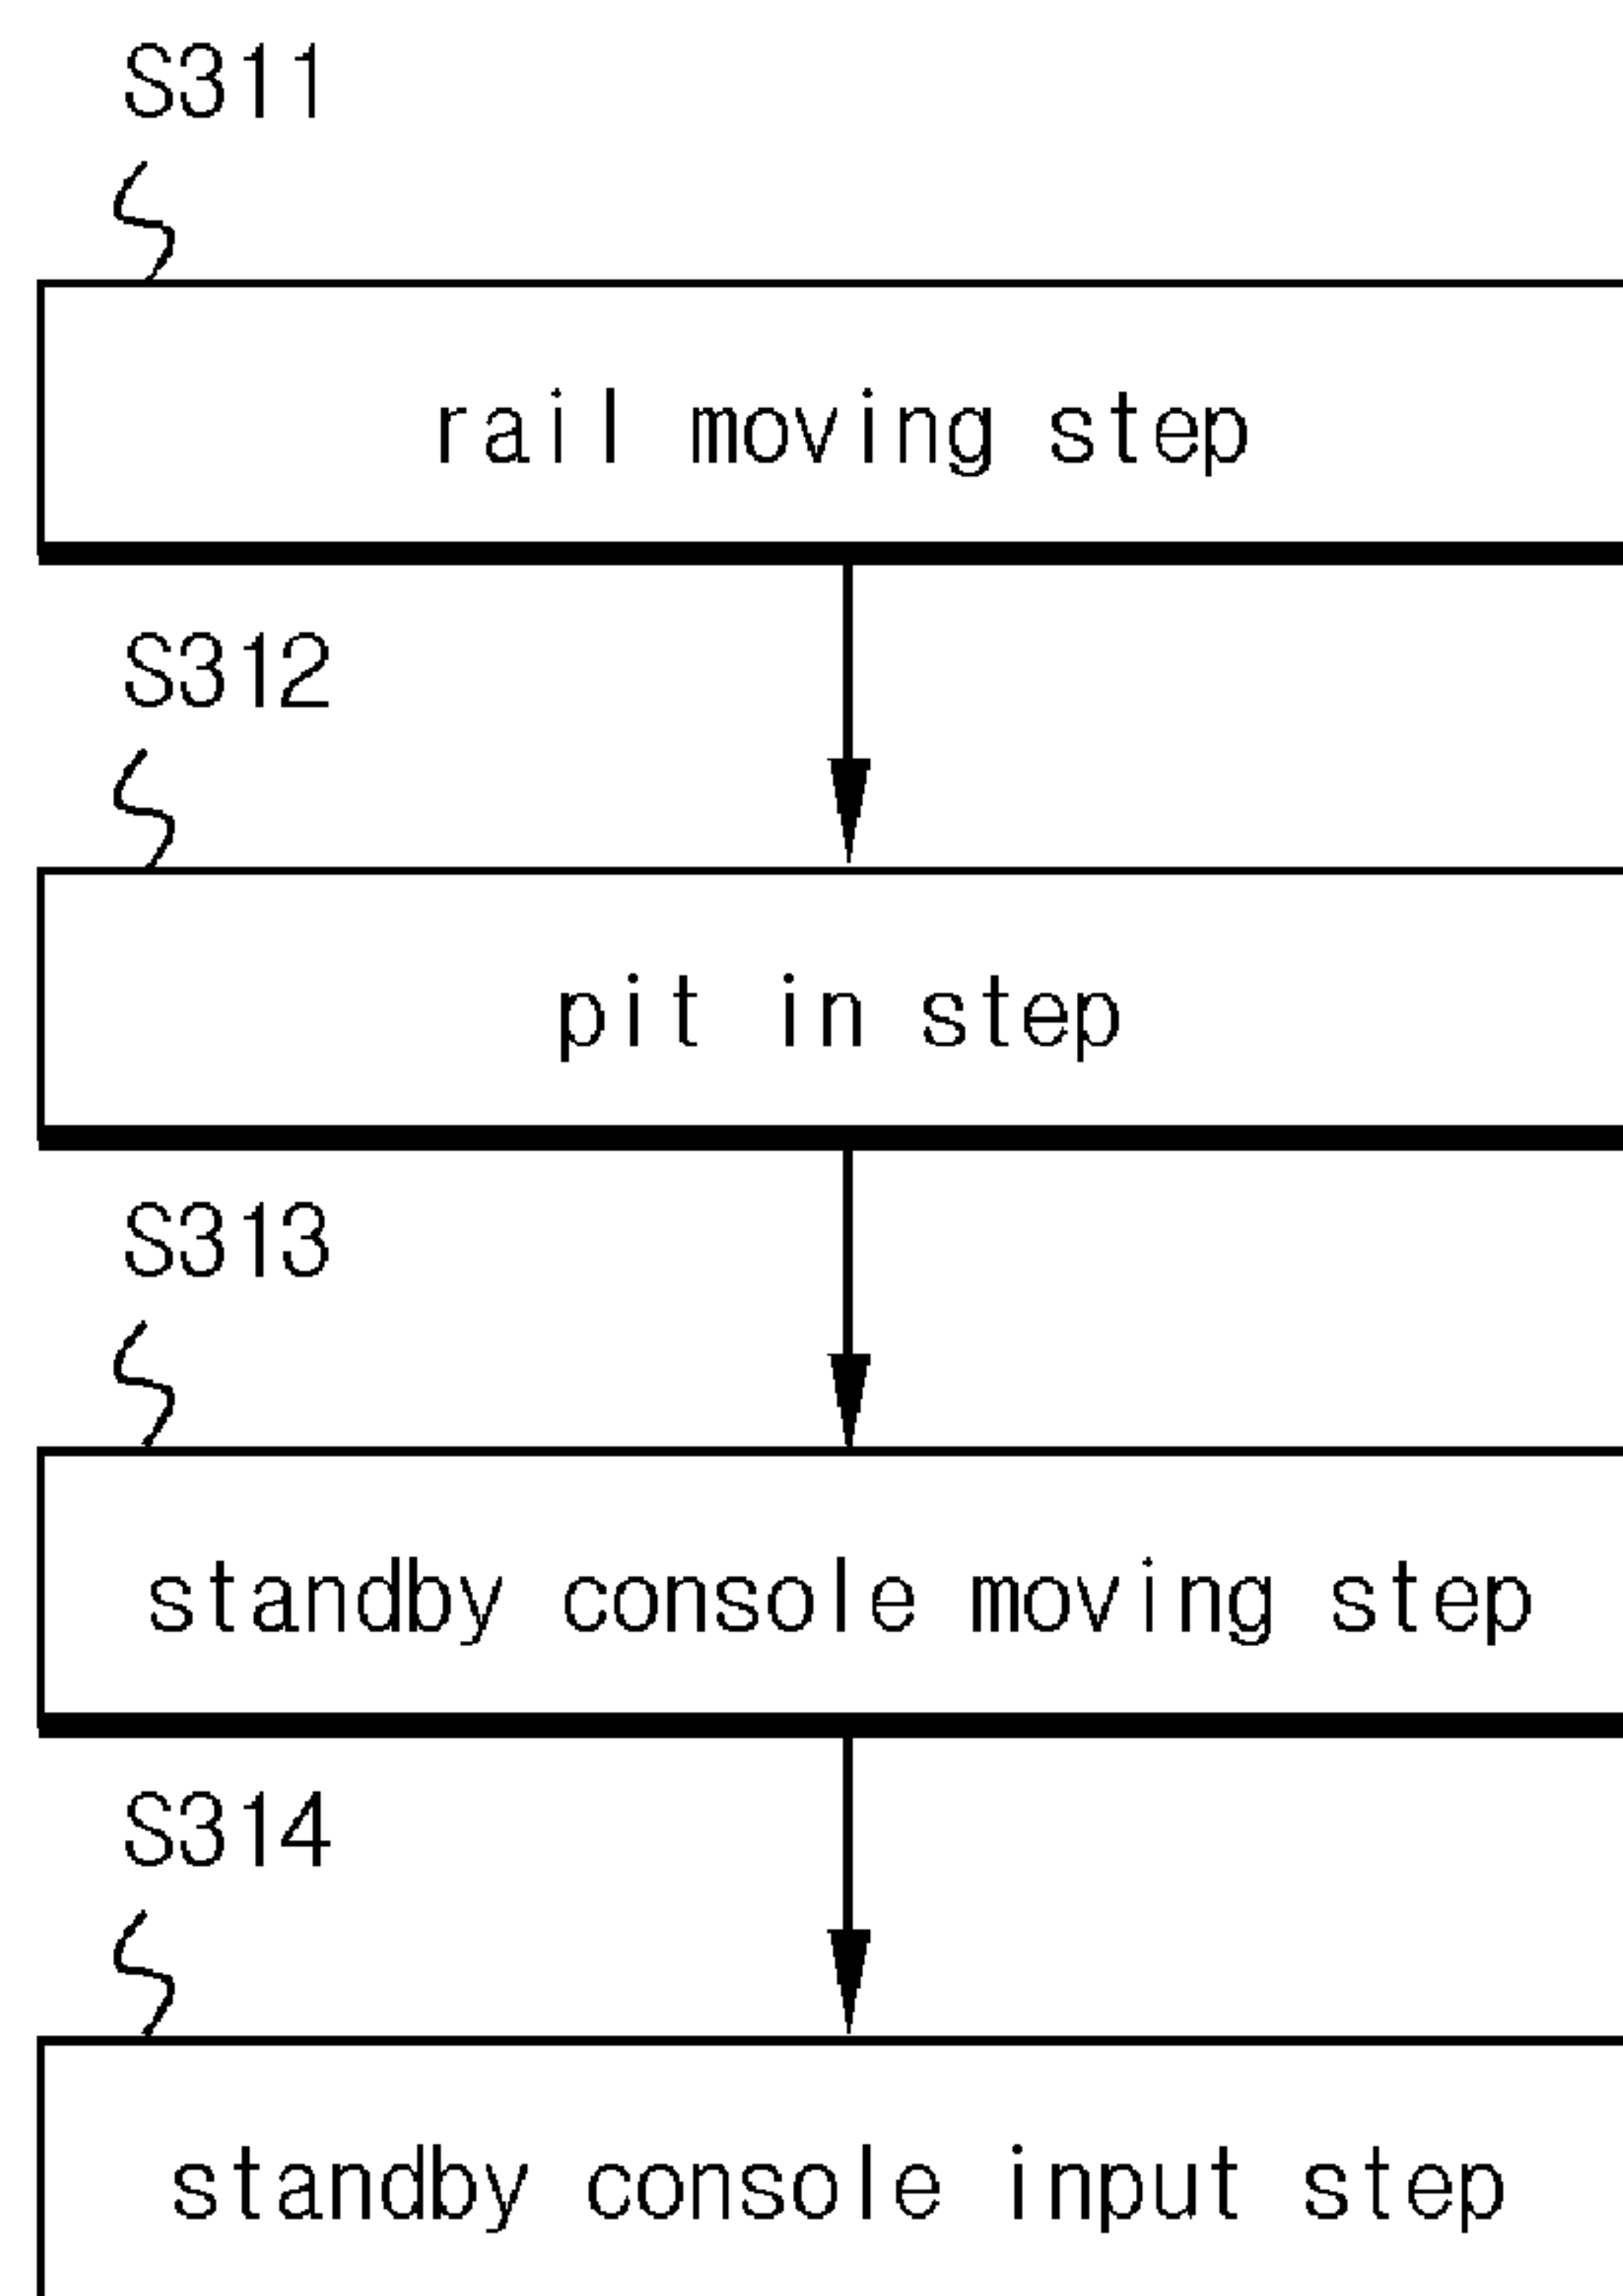 S311
rail moving step
S312
pit in step
S313
standby console moving step
S314
standby console input step